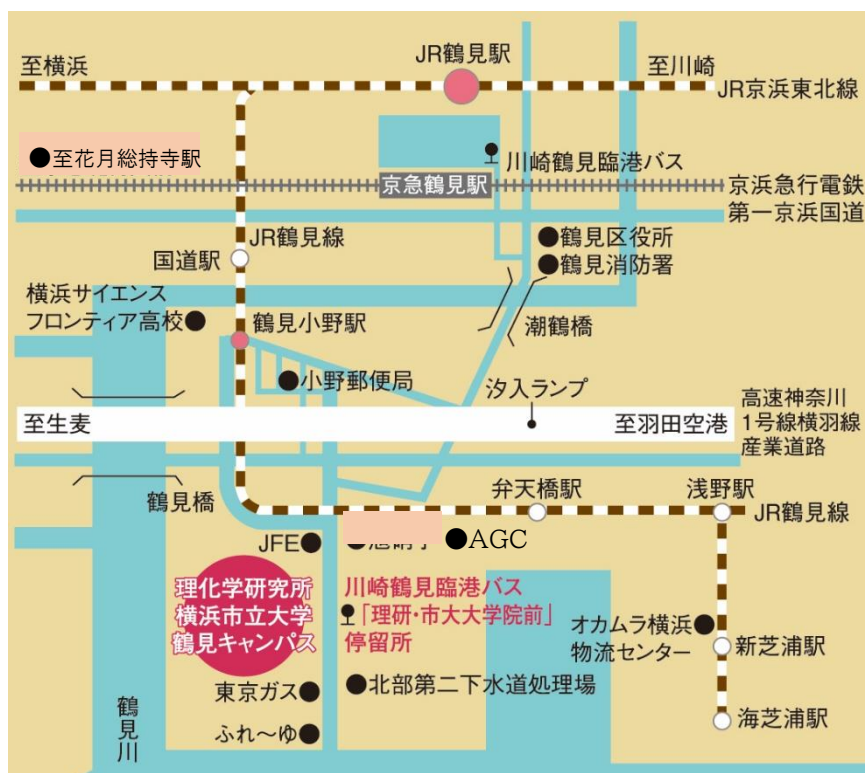 JR鶴見駅
至横浜
至川崎
JR京浜東北線
●至花月総持寺駅
川崎鶴見臨港バス
京急鶴見駅
京浜急行電鉄
第一京浜国道
JR鶴見線
●鶴見区役所
国道駅
●鶴見消防署
横浜サイエンス
フロンティア高校●
鶴見小野駅
潮鶴橋
●小野郵便局
汐入ランプ
至生麦
至羽田空港
高速神奈川
1号線横羽線
産業道路
鶴見橋
弁天橋駅
浅野駅
JR鶴見線
JFE●
●AGC
理化学研究所
横浜市立大学
鶴見キャンパス
川崎鶴見臨港バス
「理研・市大大学院前」
停留所
オカムラ横浜●
物流センター
新芝浦駅
東京ガス●
●北部第二下水道処理場
ふれ〜ゆ●
海芝浦駅
鶴見川